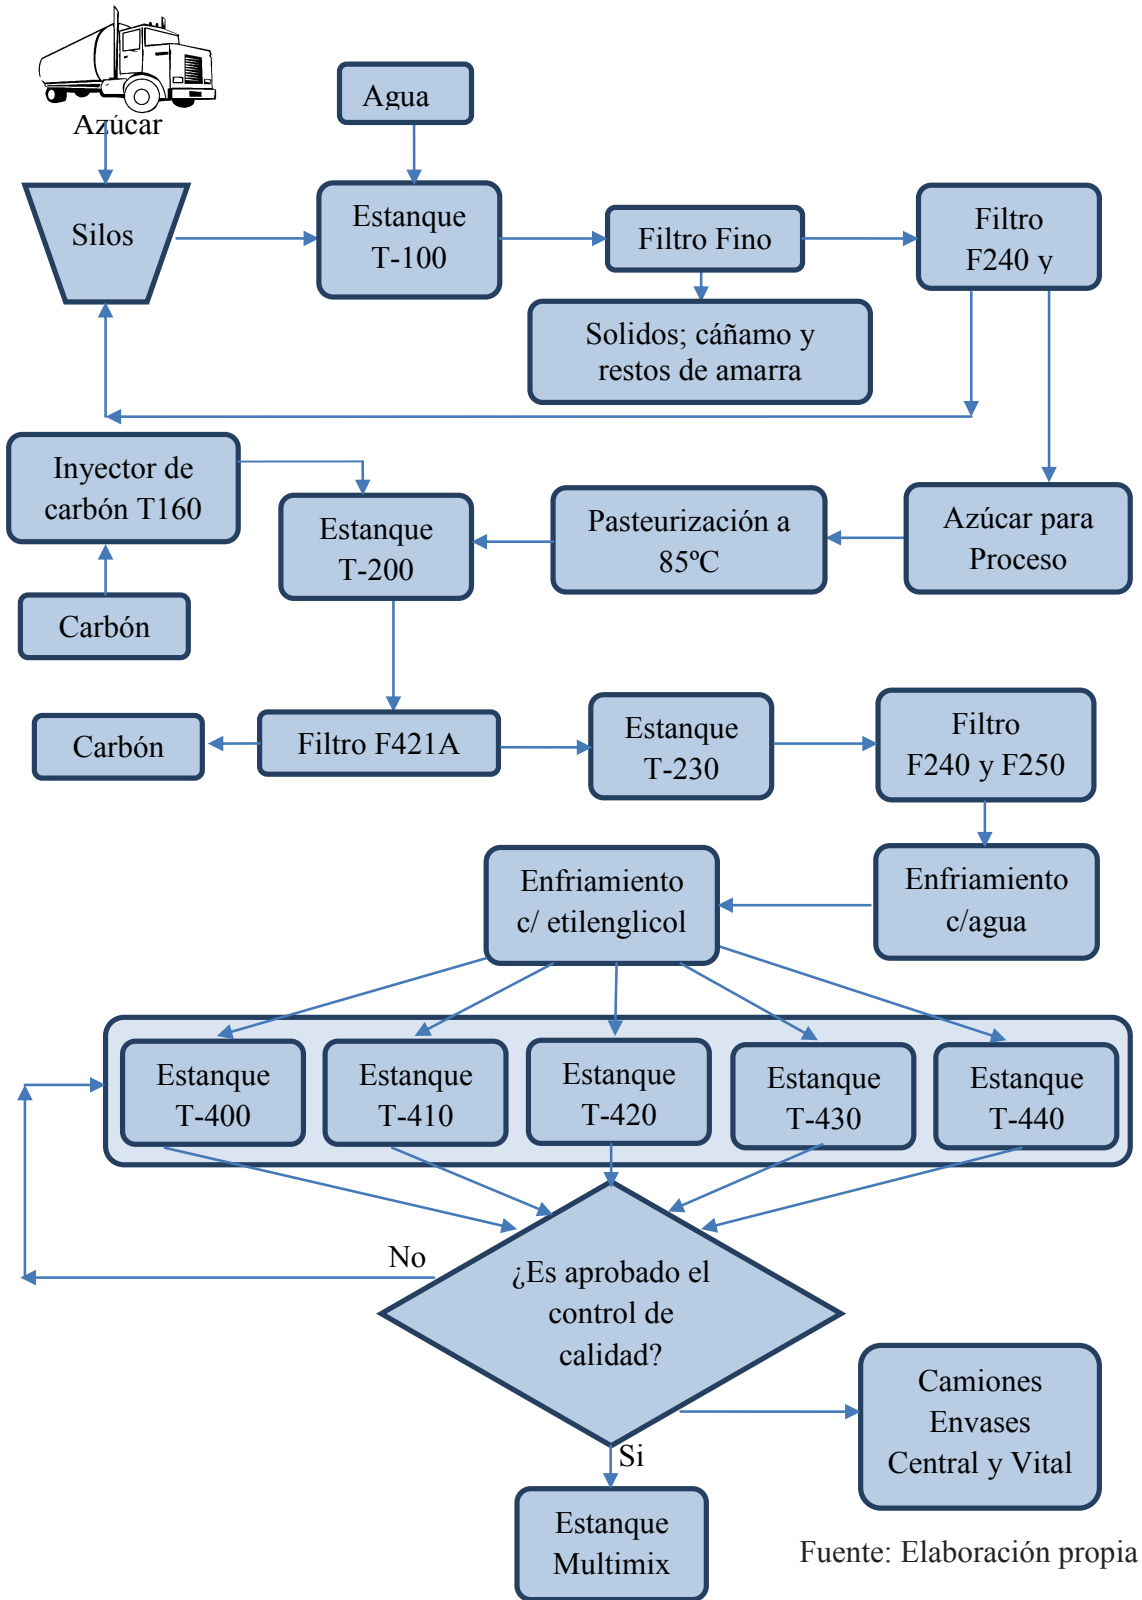 Azúcar
Agua
Silos
Estanque
T-100
Filtro Fino
Filtro
F240 y
Solidos; cáñamo y
restos de amarra
Inyector de
carbón T160
Estanque
T-200
Pasteurización a
85ºC
Azúcar para
Proceso
Carbón
Carbón
Filtro F421A
Estanque
T-230
Filtro
F240 y F250
Enfriamiento
c/ etilenglicol
Enfriamiento
c/agua
Estanque
T-400
Estanque
T-410
Estanque
T-420
Estanque
T-430
Estanque
T-440
No
¿Es aprobado el
control de
calidad?
Si
Camiones
Envases
Central y Vital
Estanque
Multimix
Fuente: Elaboración propia